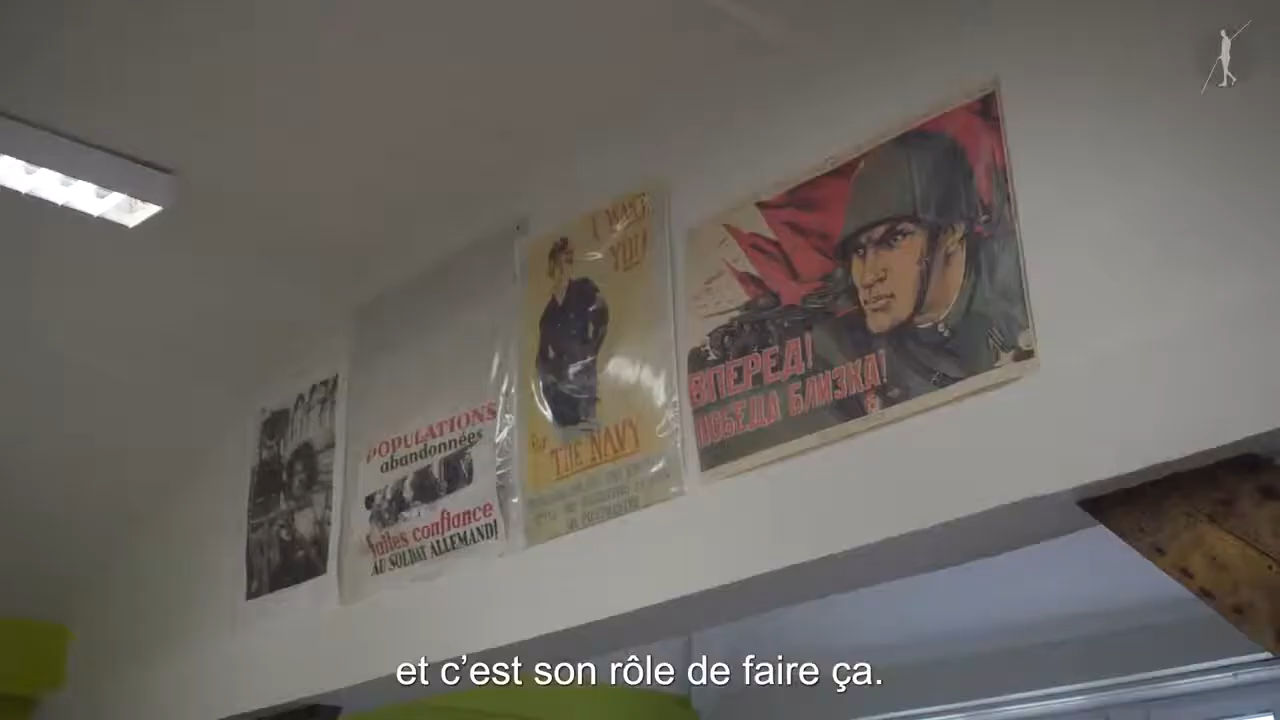 POPULATIONS
abandonnées
faites confiance
AU SOLDAT ALLEMAND!
I WANT
YOU
for
THE NAVY
ВПЕРЕД!
ПОБЕДА БЛИЗКА!
et c’est son rôle de faire ça.